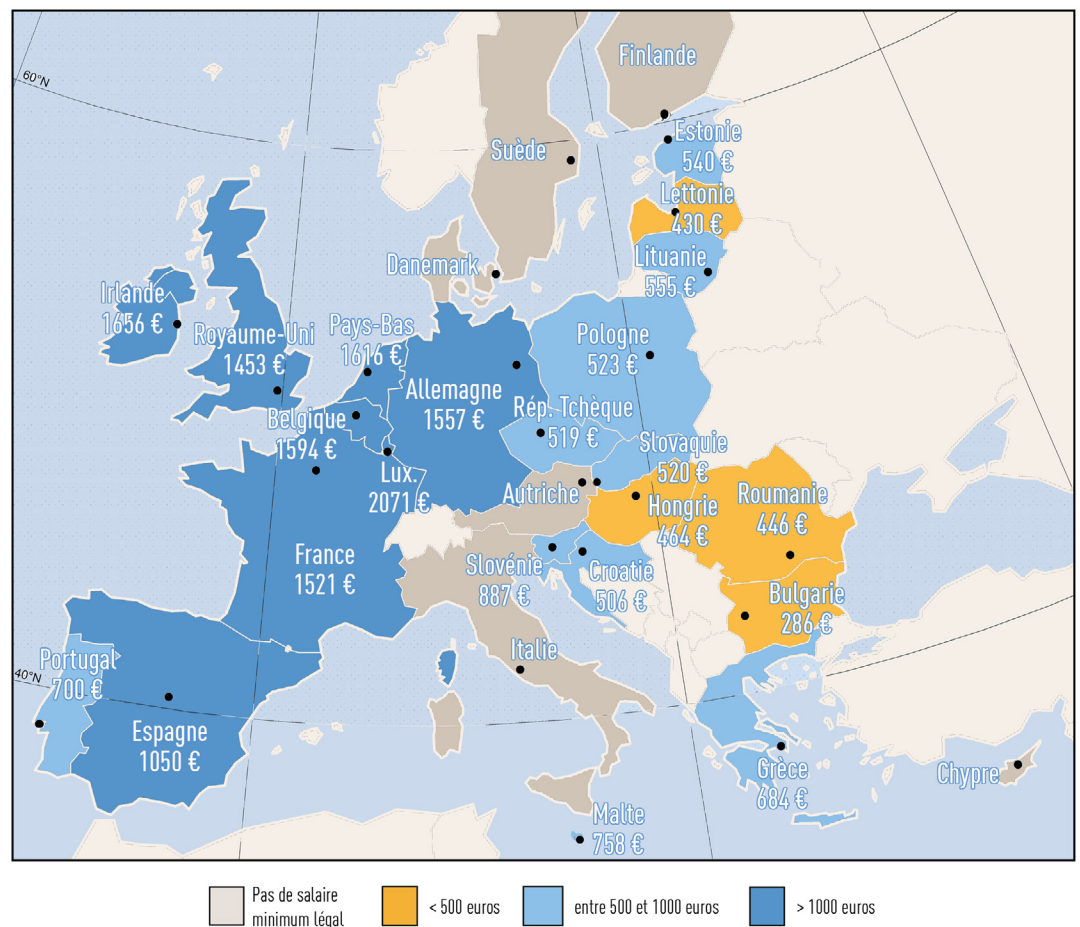 60°N
Finlande
Estonie
540 €
Suède
Lettonie
430 €
Danemark
Lituanie
555 €
Irlande
1656 €
Royaume-Uni
1453 €
Pays-Bas
1616 €
Pologne
523 €
Allemagne
1557 €
Rép. Tchèque
519 €
Belgique
1594 €
Slovaquie
520 €
Lux.
2071 €
Autriche
Hongrie
464 €
Roumanie
446 €
France
1521 €
Slovénie
887 €
Croatie
506 €
Bulgarie
286 €
Italie
Portugal
700 €
40°N
Espagne
1050 €
Grèce
684 €
Chypre
Malte
758 €
Pas de salaire
minimum légal
< 500 euros
entre 500 et 1000 euros
> 1000 euros